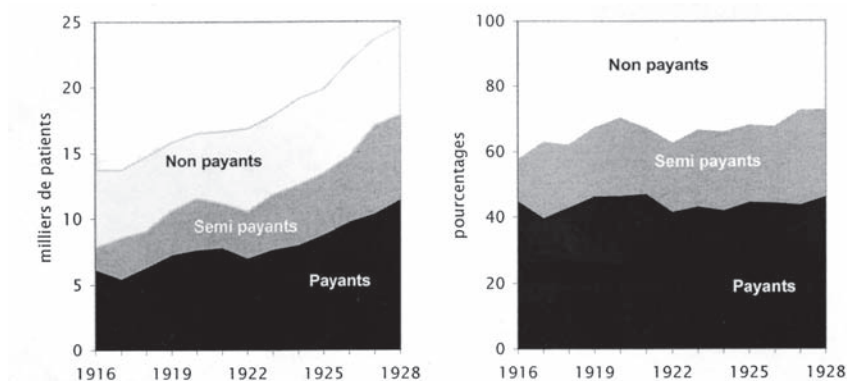 25
20
15
10
5
0
milliers de patients
Non payants
Semi payants
Payants
1916 1919 1922 1925 1928
100
80
60
40
20
0
pourcentages
Non payants
Semi payants
Payants
1916 1919 1922 1925 1928